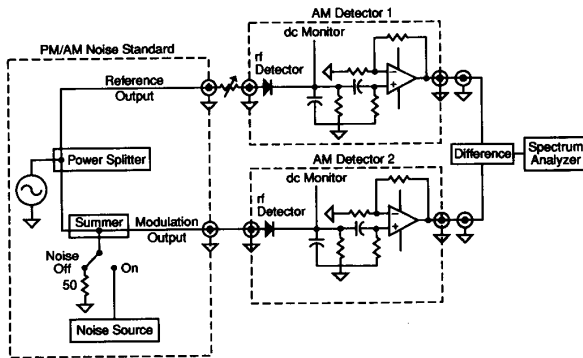 AM Detector 1
dc Monitor
PM/AM Noise Standard
rf
Detector
Reference
Output
+
Power Splitter
AM Detector 2
Difference
Spectrum
Analyzer
dc Monitor
rf
Detector
Summer
Modulation
Output
−
+
Noise
Off
50
On
Noise Source